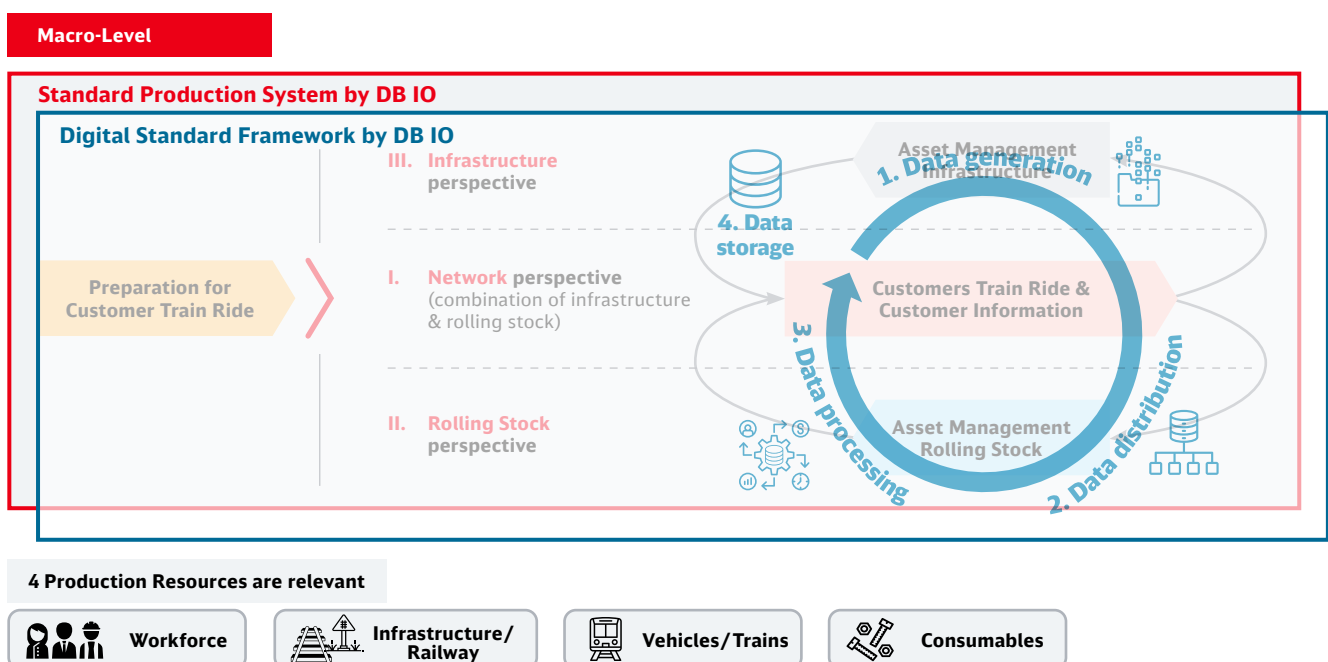 Macro-Level
Standard Production System by DB IO
Digital Standard Framework by DB IO
III. Infrastructure
perspective
Asset Management
Infrastructure
1. Data generation
4. Data
storage
Preparation for
Customer Train Ride
I. Network perspective
(combination of infrastructure
& rolling stock)
Customers Train Ride &
Customer Information
3. Data processing
2. Data distribution
II. Rolling Stock
perspective
Asset Management
Rolling Stock
4 Production Resources are relevant
Workforce
Infrastructure/
Railway
Vehicles/Trains
Consumables